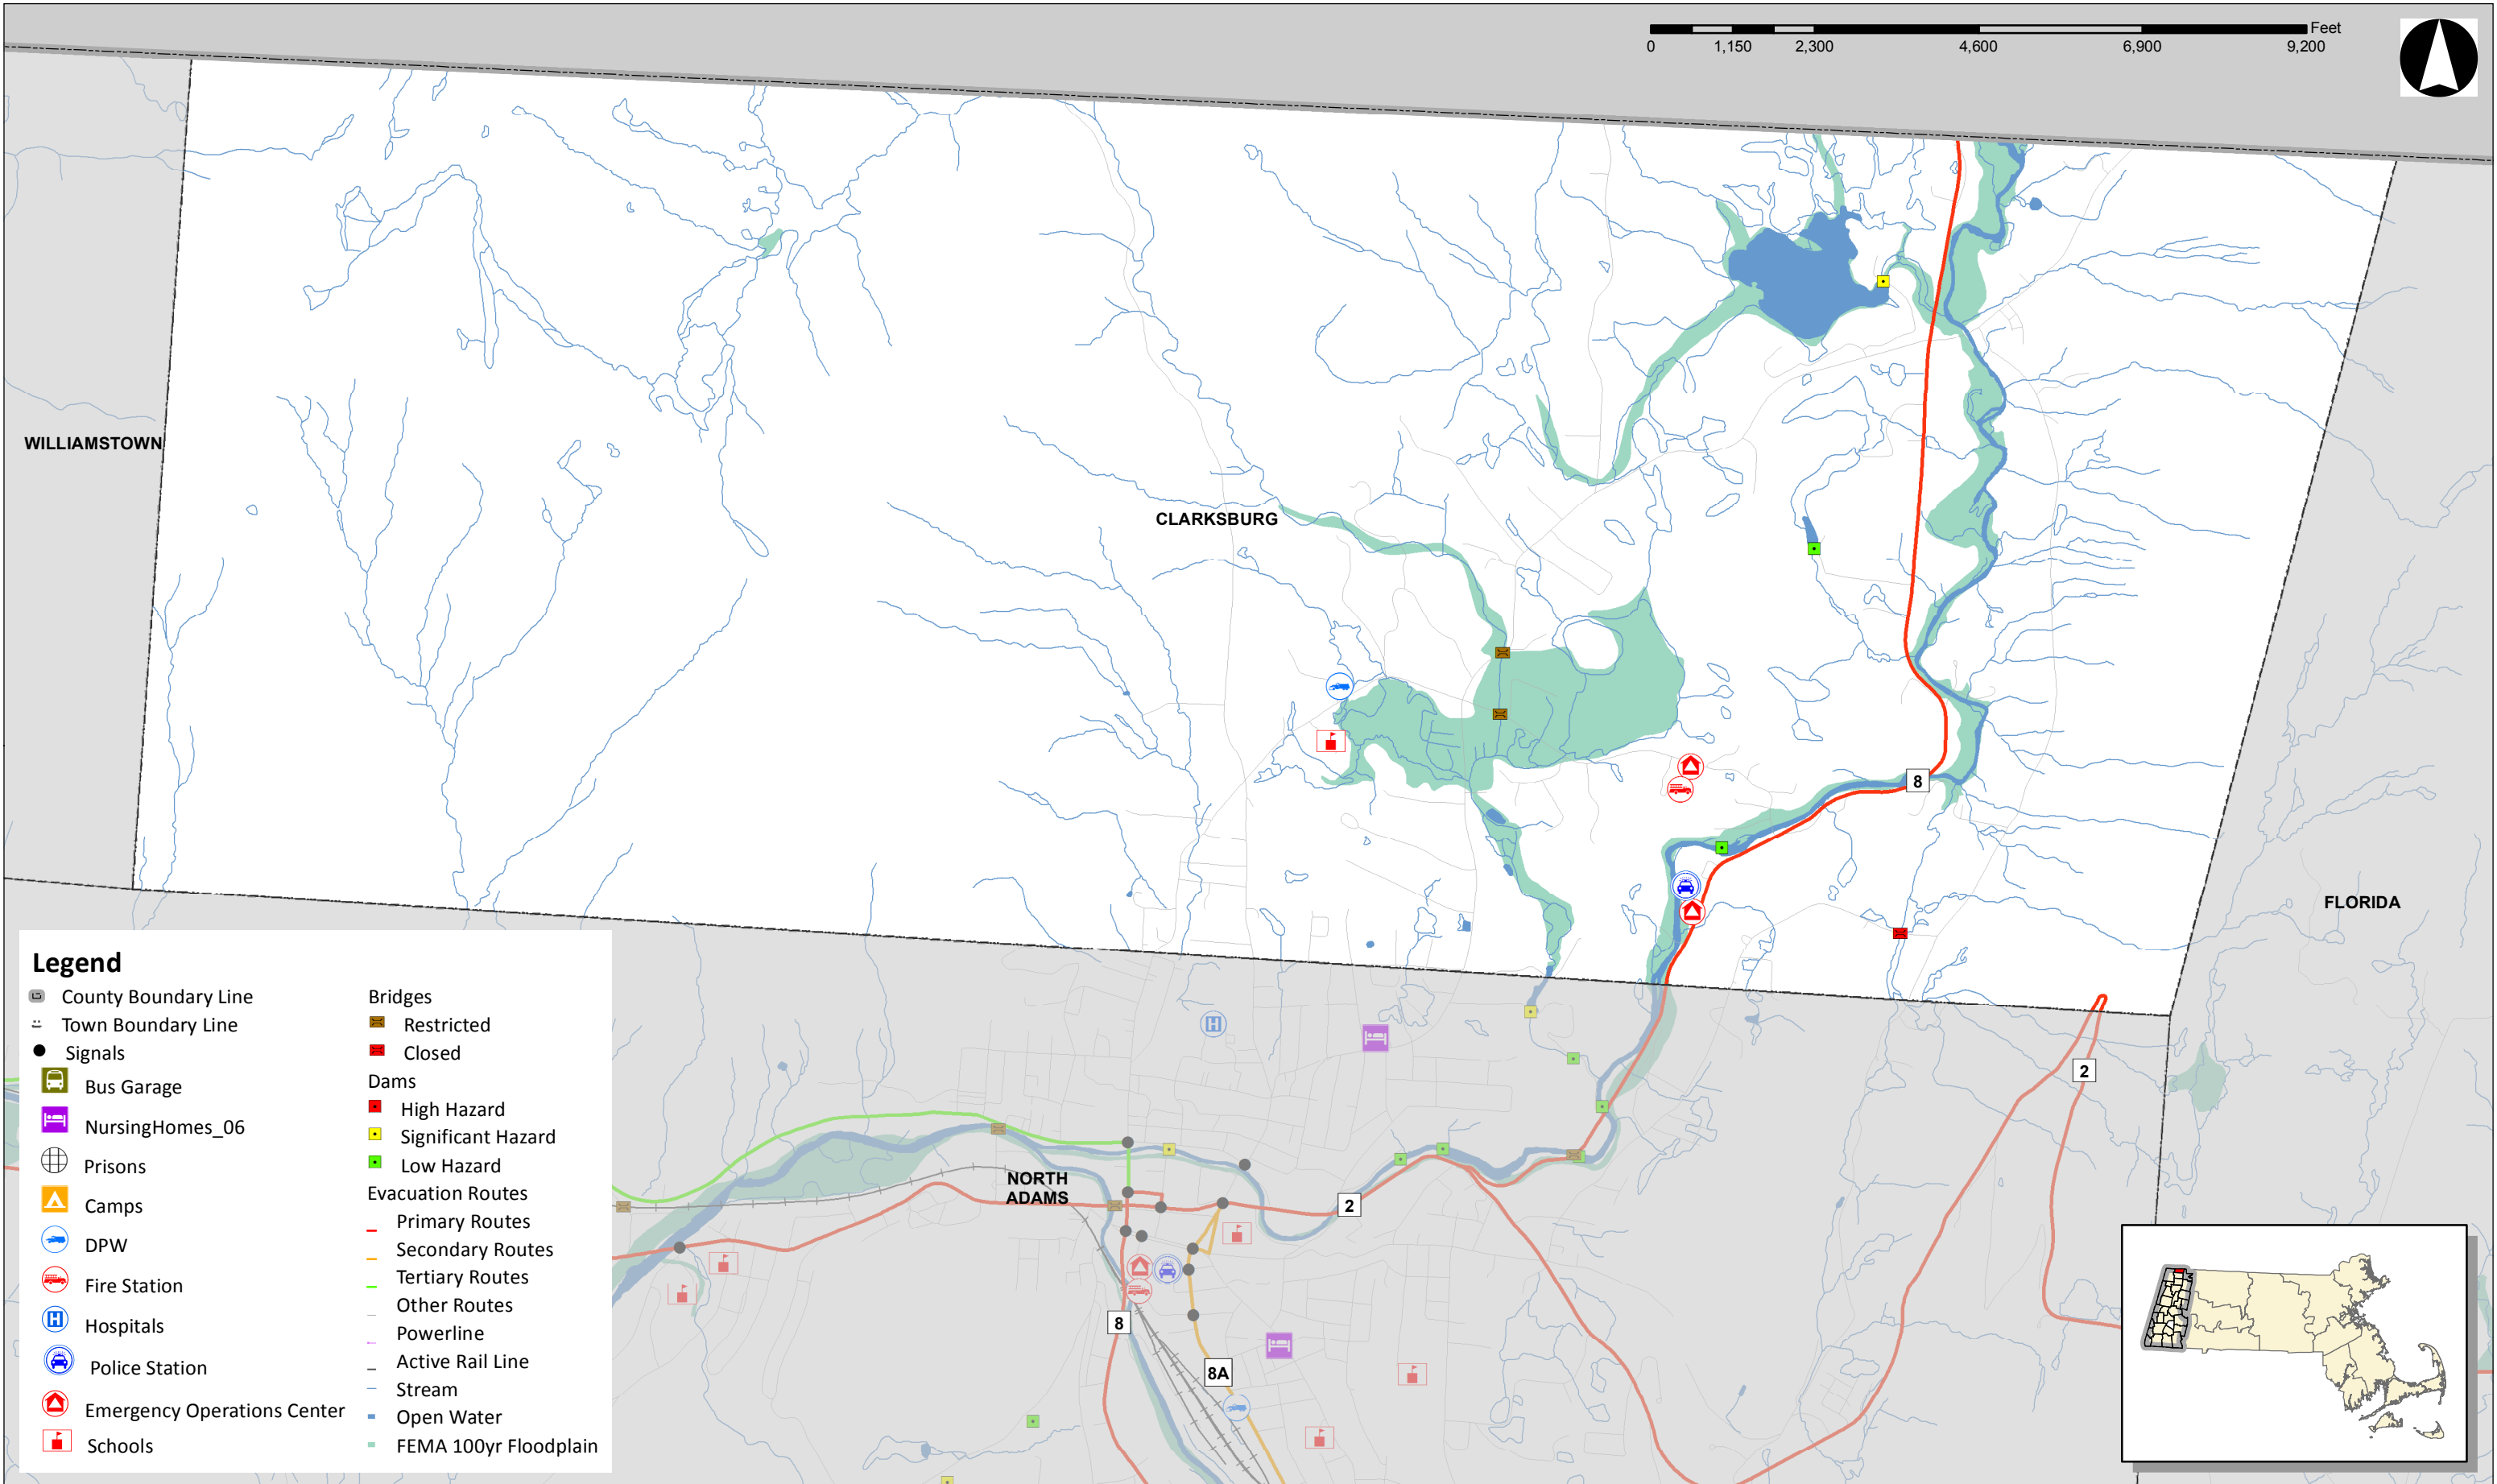 Feet
0 1,150 2,300 4,600 6,900 9,200
WILLIAMSTOWN
CLARKSBURG
8
FLORIDA
2
NORTH
ADAMS
2
8
8A
H
Legend
County Boundary Line
Town Boundary Line
Signals
Bus Garage
NursingHomes_06
Prisons
Camps
DPW
Fire Station
H Hospitals
Police Station
Emergency Operations Center
Schools
Bridges
Restricted
Closed
Dams
High Hazard
Significant Hazard
Low Hazard
Evacuation Routes
Primary Routes
Secondary Routes
Tertiary Routes
Other Routes
Powerline
Active Rail Line
Stream
Open Water
FEMA 100yr Floodplain